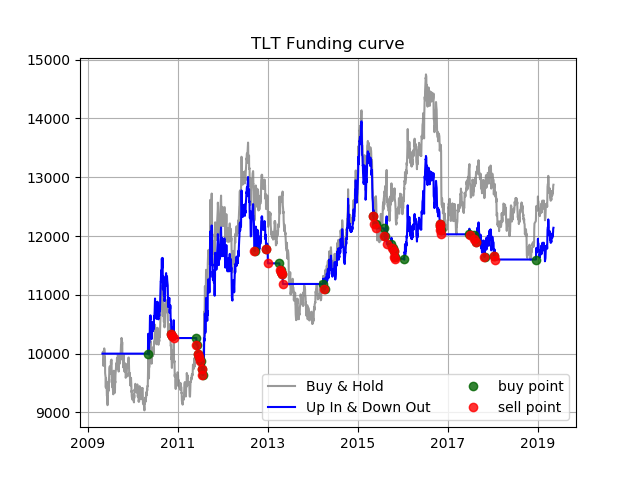 TLT Funding curve
15000
14000
13000
12000
11000
10000
9000
Buy & Hold
Up In & Down Out
buy point
sell point
2009 2011 2013 2015 2017 2019